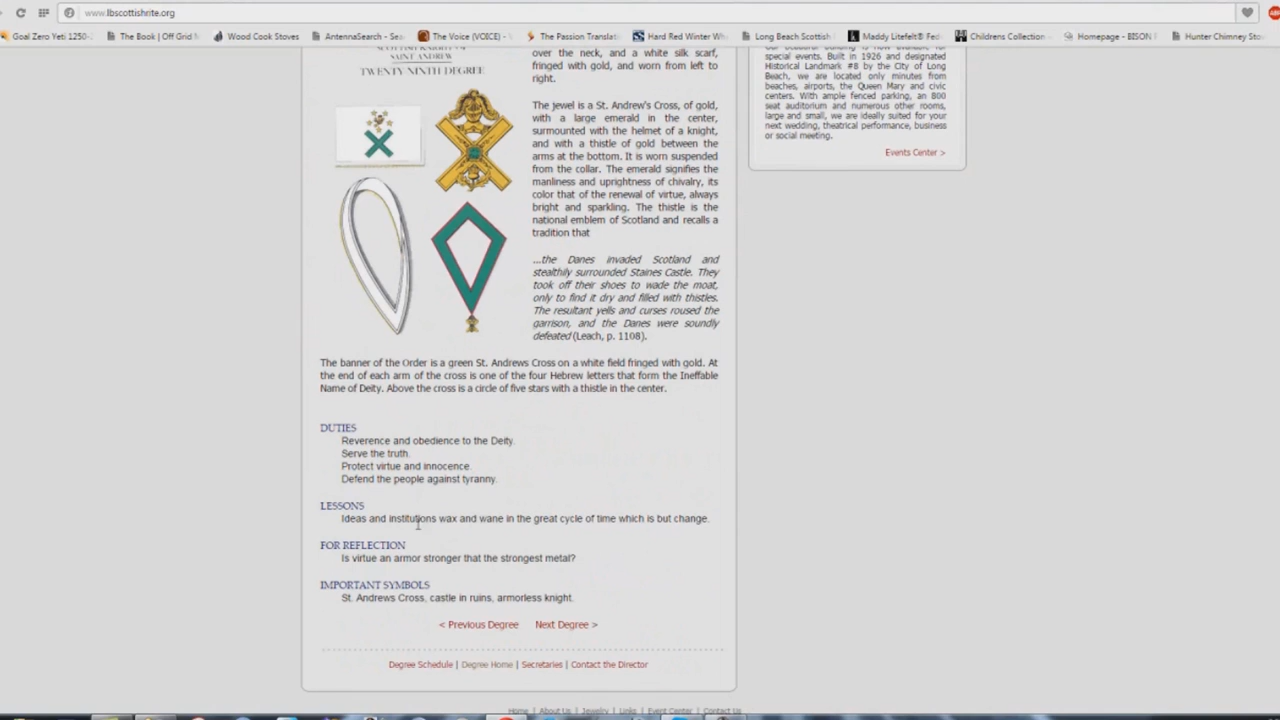 www.lbscottishrite.org
Goal Zero Yeti 1250-
The Book | Off Grid
Wood Cook Stoves
AntennaSearch - Sea
The Voice (VOICE) -
The Passion Translati
Hard Red Winter Wh
Long Beach Scottish
Maddy Litefelt® Fed
Childrens Collection
Homepage - BISON
Hunter Chimney Sto
SAINT ANDREW
TWENTY NINTH DEGREE
over the neck, and a white silk scarf,
fringed with gold, and worn from left to
right.
The jewel is a St. Andrew's Cross, of gold,
with a large emerald in the center,
surmounted with the helmet of a knight,
and with a thistle of gold between the
arms at the bottom. It is worn suspended
from the collar. The emerald signifies the
manliness and uprightness of chivalry, its
color that of the renewal of virtue, always
bright and sparkling. The thistle is the
national emblem of Scotland and recalls a
tradition that
...the Danes invaded Scotland and
stealthily surrounded Staines Castle. They
took off their shoes to wade the moat,
only to find it dry and filled with thistles.
The resultant yells and curses roused the
garrison, and the Danes were soundly
defeated (Leach, p. 1108).
The banner of the Order is a green St. Andrews Cross on a white field fringed with gold. At
the end of each arm of the cross is one of the four Hebrew letters that form the Ineffable
Name of Deity. Above the cross is a circle of five stars with a thistle in the center.
DUTIES
Reverence and obedience to the Deity.
Serve the truth.
Protect virtue and innocence.
Defend the people against tyranny.
LESSONS
Ideas and institutions wax and wane in the great cycle of time which is but change.
FOR REFLECTION
Is virtue an armor stronger that the strongest metal?
IMPORTANT SYMBOLS
St. Andrews Cross, castle in ruins, armorless knight.
< Previous Degree Next Degree >
Degree Schedule | Degree Home | Secretaries | Contact the Director
special events. Built in 1926 and designated
Historical Landmark #8 by the City of Long
Beach, we are located only minutes from
beaches, airports, the Queen Mary and civic
centers. With ample fenced parking, an 800
seat auditorium and numerous other rooms,
large and small, we are ideally suited for your
next wedding, theatrical performance, business
or social meeting.
Events Center >
Home | About Us | Jewelry | Links | Event Center | Contact Us